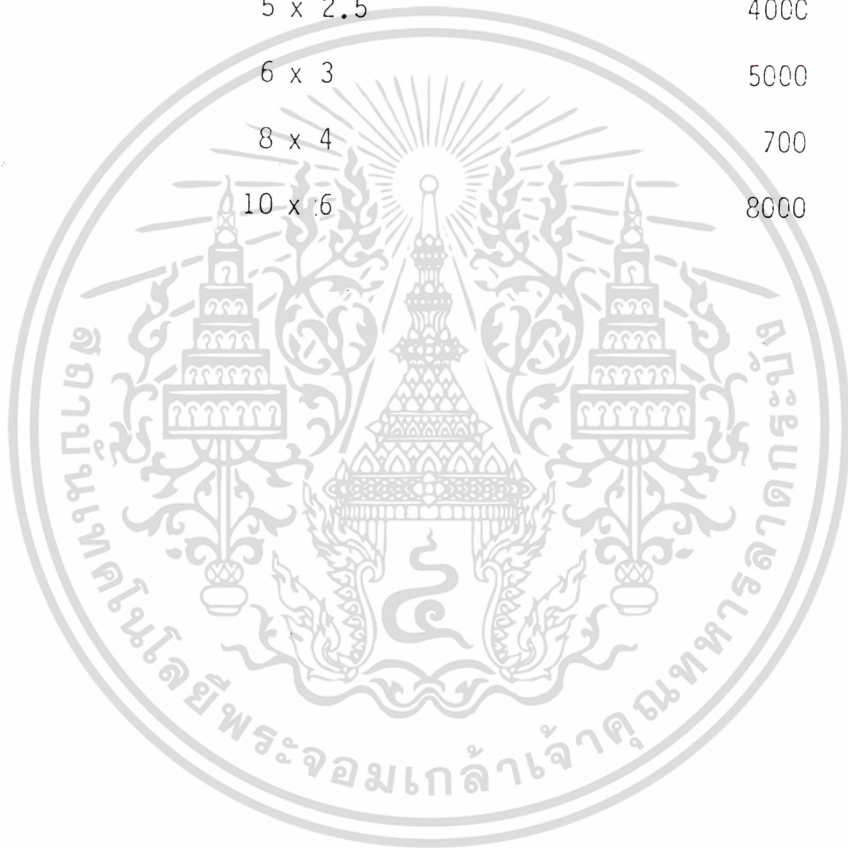 5 x 2.5 4000
6 x 3 5000
8 x 4 700
10 x 6 8000
สถาบันเทคโนโลยีพระจอมเกล้าเจ้าคุณทหารลาดกระบัง
๔